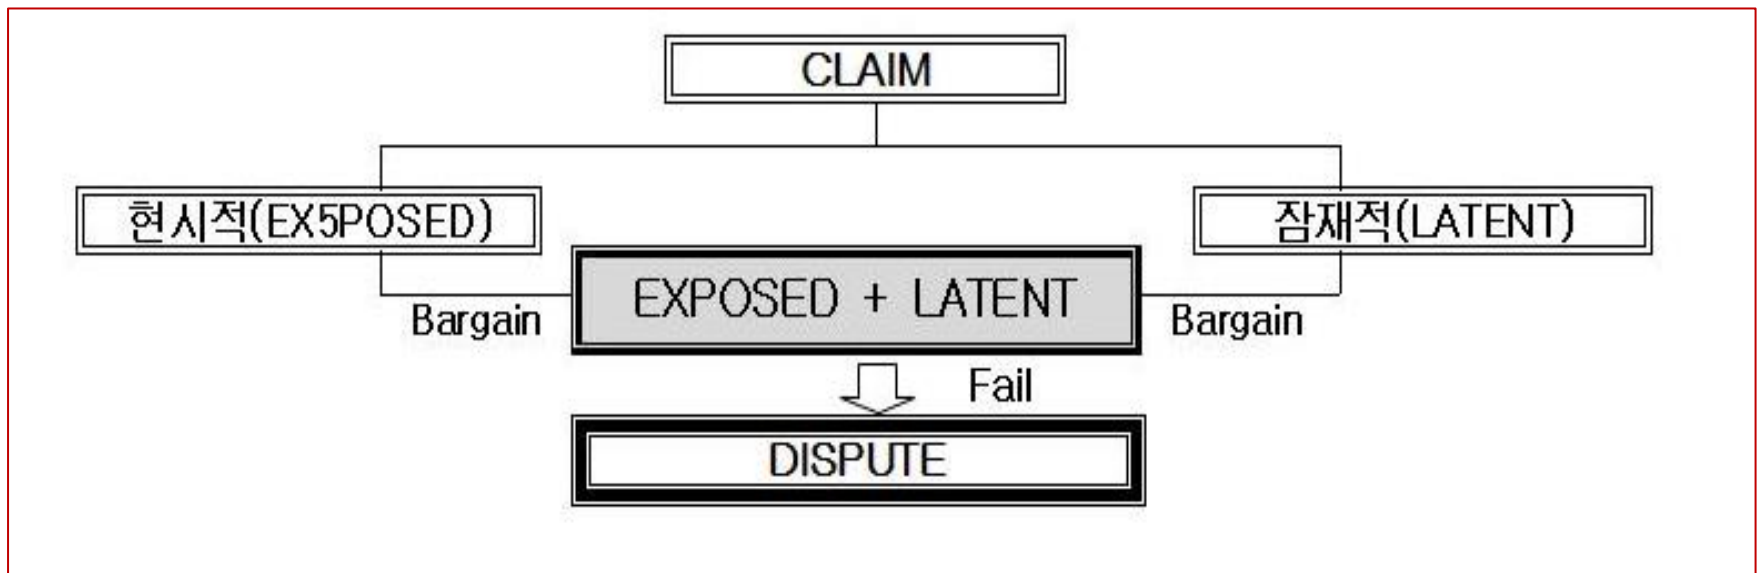 CLAIM
현시적(EX5POSED)
잠재적(LATENT)
EXPOSED + LATENT
Bargain
Bargain
Fail
DISPUTE